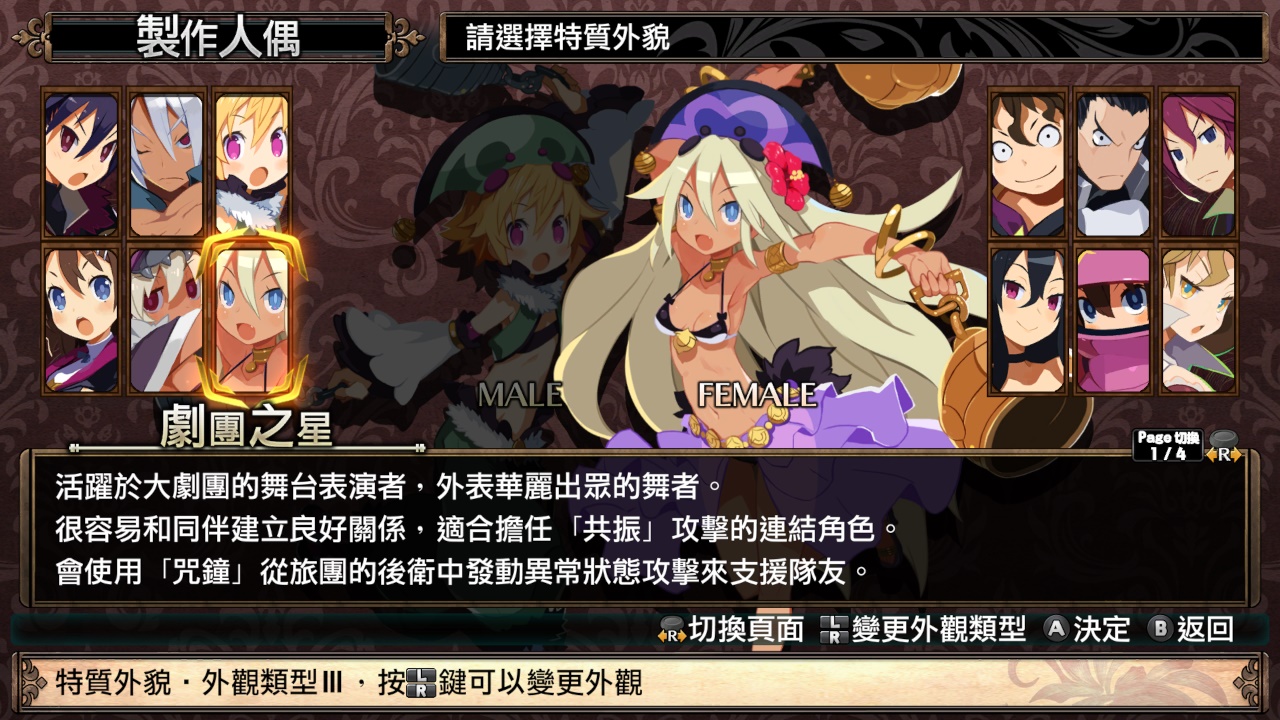 製作人偶
請選擇特質外貌
MALE
FEMALE
劇團之星
Page 切換
1 / 4
R
活躍於大劇團的舞台表演者，外表華麗出眾的舞者。
很容易和同伴建立良好關係，適合擔任「共振」攻擊的連結角色。
會使用「咒鐘」從旅團的後衛中發動異常狀態攻擊來支援隊友。
R 切換頁面 L R 變更外觀類型 A 決定 B 返回
特質外貌・外觀類型Ⅲ，按 L R 鍵可以變更外觀